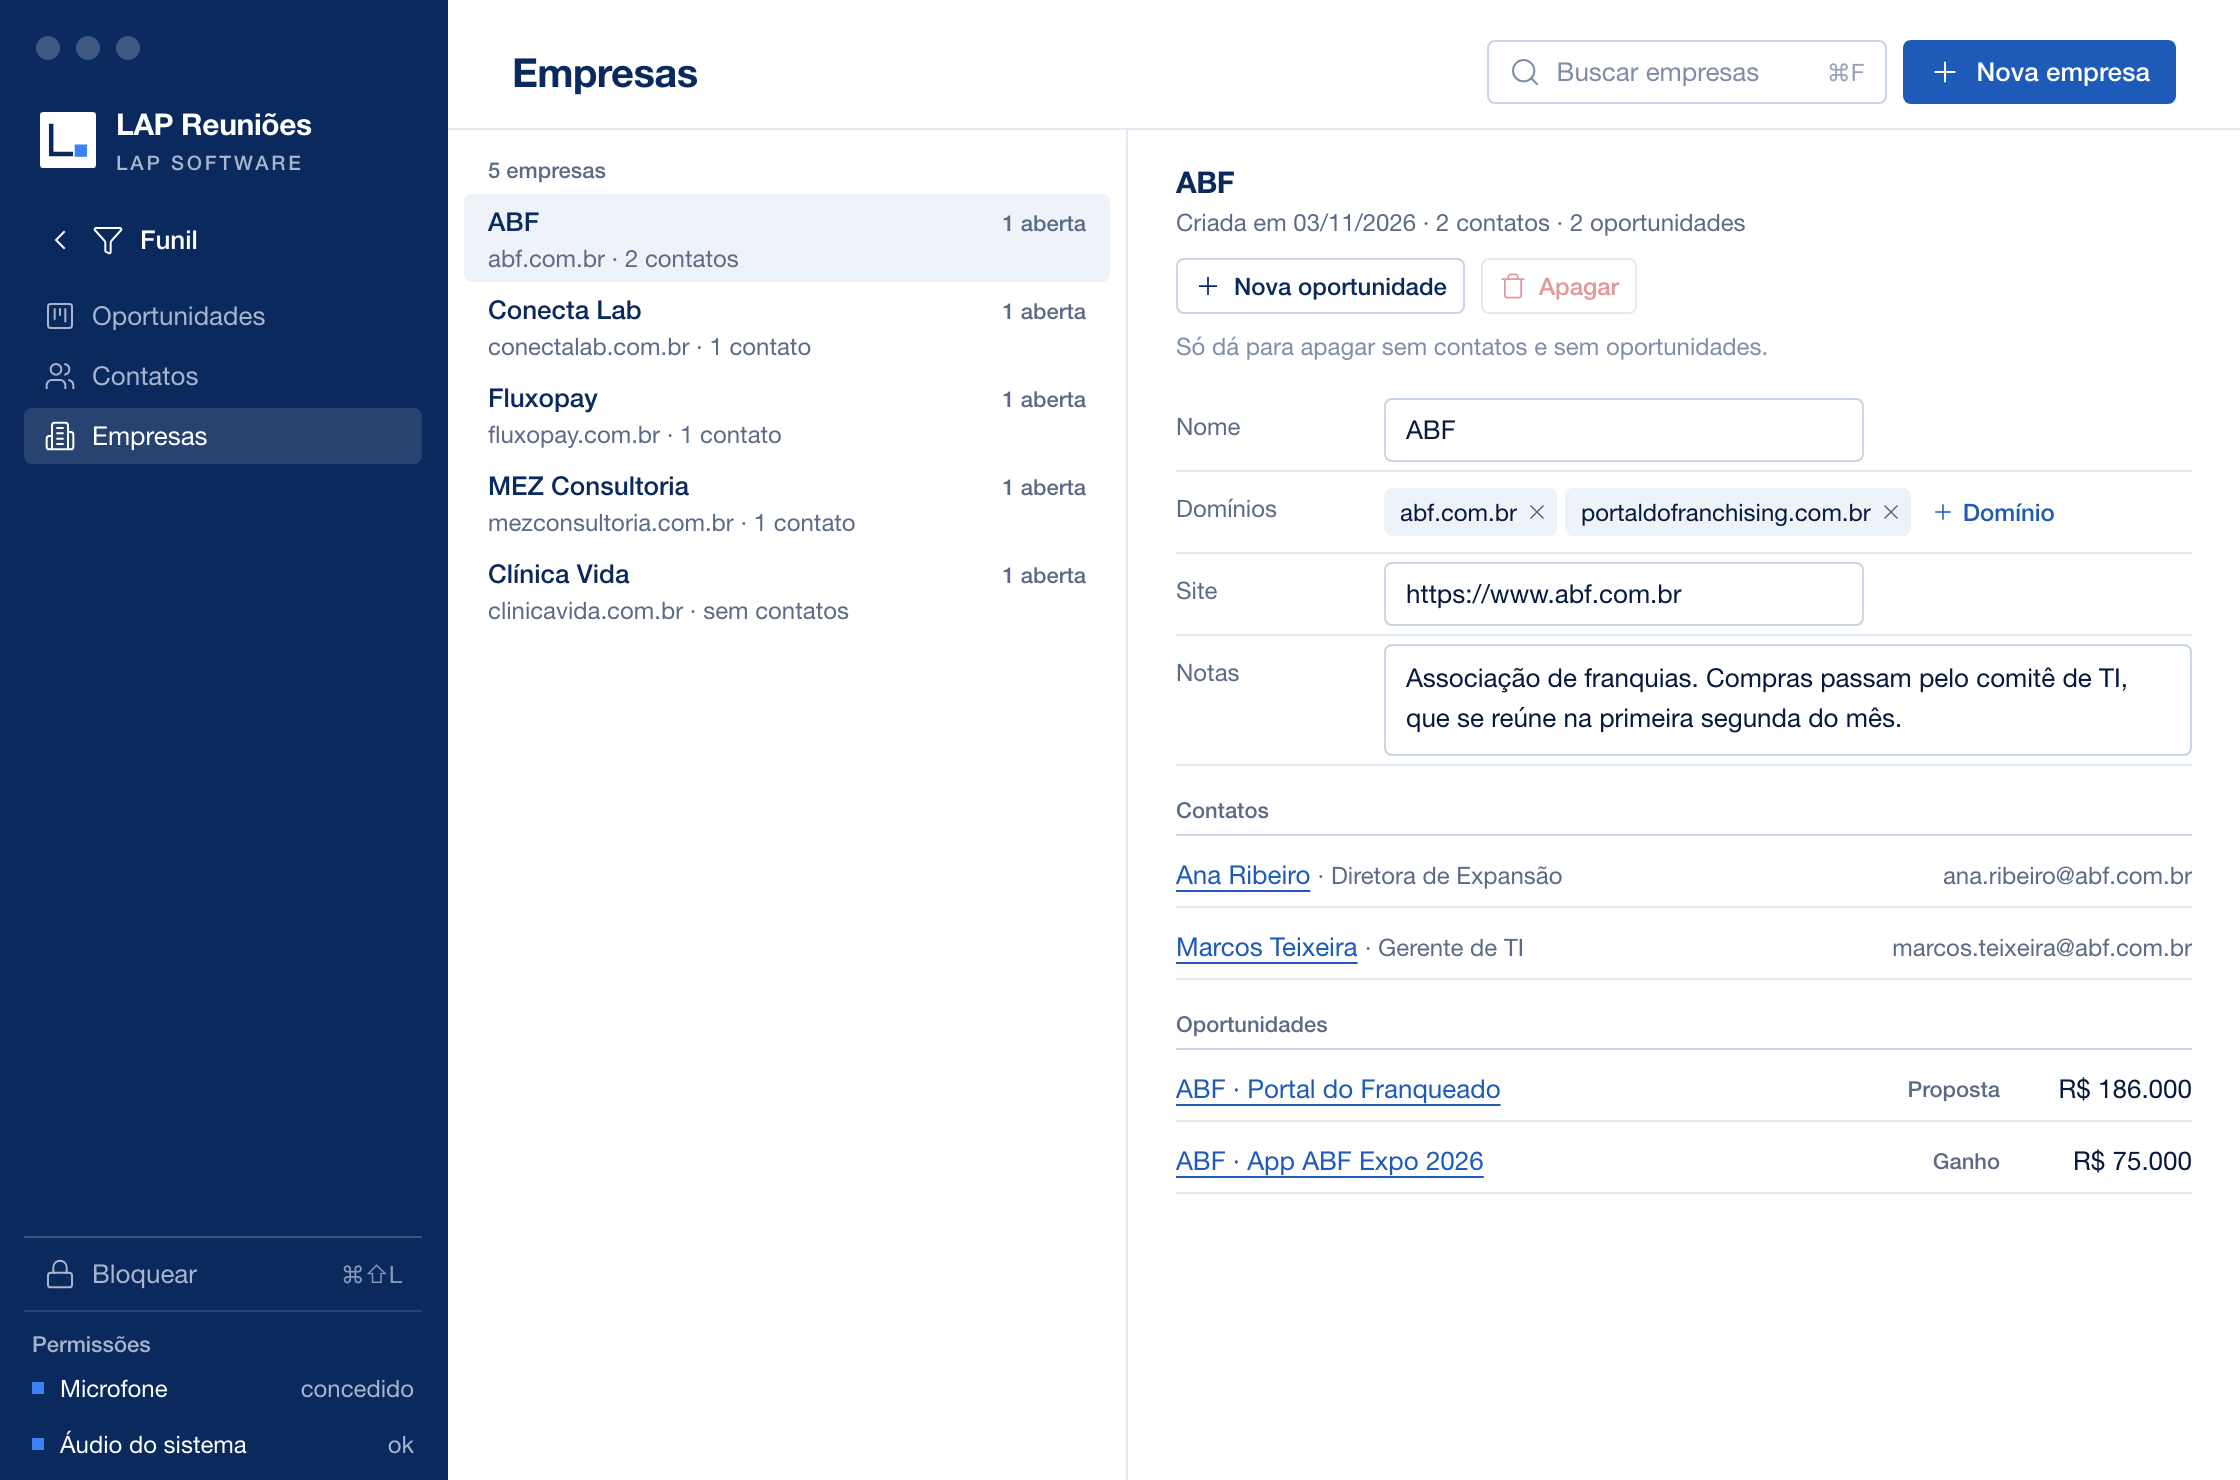 LAP Reuniões
LAP SOFTWARE
Funil
Oportunidades
Contatos
Empresas
Bloquear ⌘⇧L
Permissões
Microfone concedido
Áudio do sistema ok
Empresas
Buscar empresas ⌘F
Nova empresa
5 empresas
ABF 1 aberta
abf.com.br · 2 contatos
Conecta Lab 1 aberta
conectalab.com.br · 1 contato
Fluxopay 1 aberta
fluxopay.com.br · 1 contato
MEZ Consultoria 1 aberta
mezconsultoria.com.br · 1 contato
Clínica Vida 1 aberta
clinicavida.com.br · sem contatos
ABF
Criada em 03/11/2026 · 2 contatos · 2 oportunidades
Nova oportunidade Apagar
Só dá para apagar sem contatos e sem oportunidades.
Nome ABF
Domínios abf.com.br portaldofranchising.com.br + Domínio
Site https://www.abf.com.br
Notas Associação de franquias. Compras passam pelo comitê de TI,
que se reúne na primeira segunda do mês.
Contatos
Ana Ribeiro · Diretora de Expansão ana.ribeiro@abf.com.br
Marcos Teixeira · Gerente de TI marcos.teixeira@abf.com.br
Oportunidades
ABF · Portal do Franqueado Proposta R$ 186.000
ABF · App ABF Expo 2026 Ganho R$ 75.000